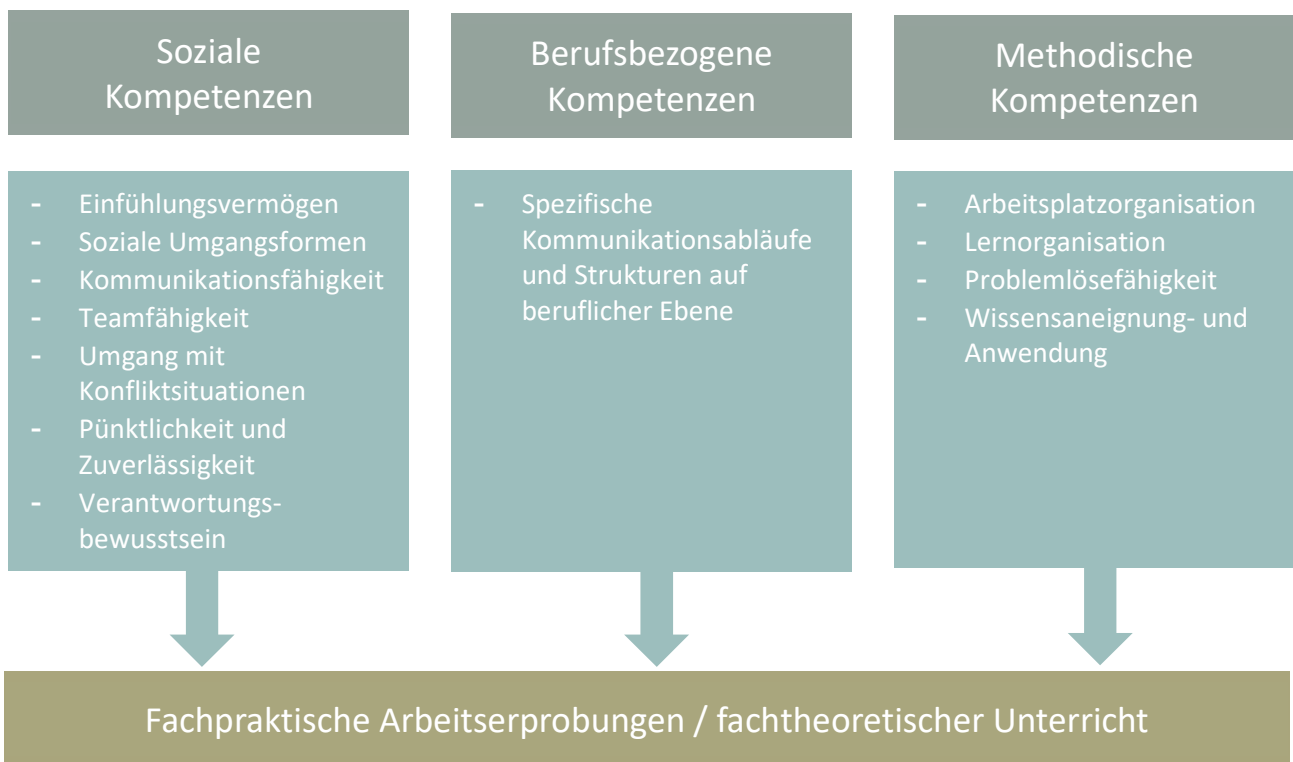 Soziale
Kompetenzen
- Einfühlungsvermögen
- Soziale Umgangsformen
- Kommunikationsfähigkeit
- Teamfähigkeit
- Umgang mit
Konfliktsituationen
- Pünktlichkeit und
Zuverlässigkeit
- Verantwortungs-
bewusstsein
Berufsbezogene
Kompetenzen
- Spezifische
Kommunikationsabläufe
und Strukturen auf
beruflicher Ebene
Methodische
Kompetenzen
- Arbeitsplatzorganisation
- Lernorganisation
- Problemlösefähigkeit
- Wissensaneignung- und
Anwendung
Fachpraktische Arbeitserprobungen / fachtheoretischer Unterricht